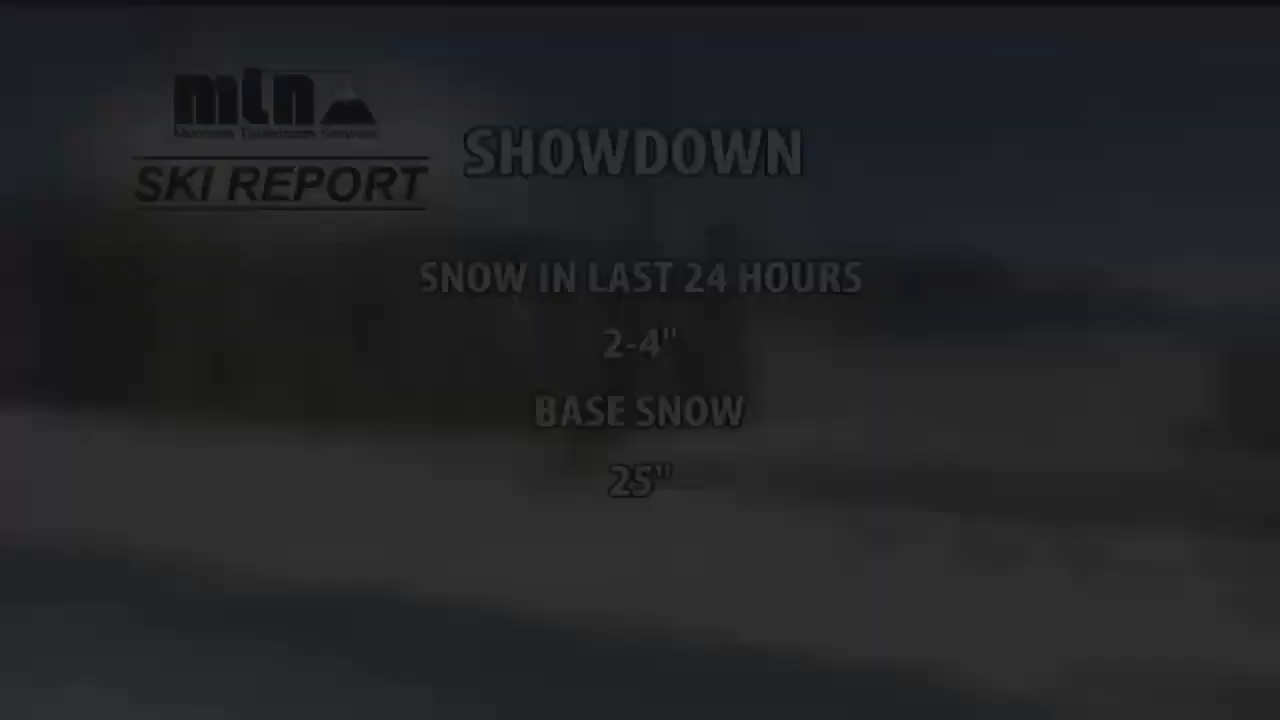 mtn
SKI REPORT
SHOWDOWN
SNOW IN LAST 24 HOURS
2-4"
BASE SNOW
25"